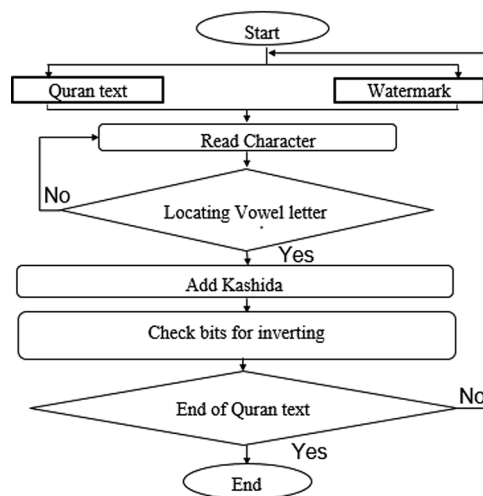 Start
Quran text
Watermark
Read Character
No
Locating Vowel letter
Yes
Add Kashida
Check bits for inverting
End of Quran text
No
Yes
End